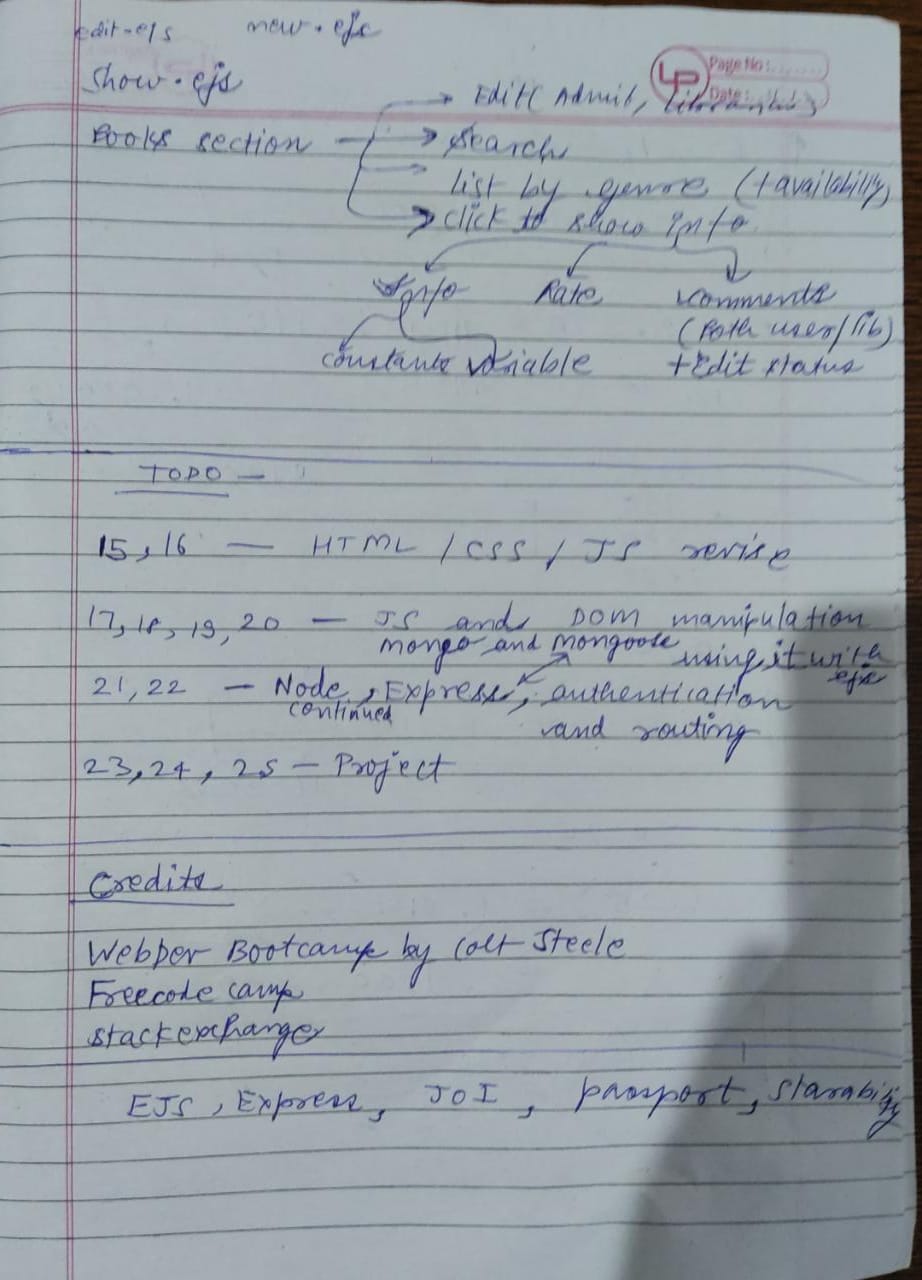 edit-ejs new.ejs
Show.ejs
Page No:
Date:
Edit( Admin, librarians
Books section
Search
list by genre (+availability)
click to show info
Info Rate comments
(Both user/lib)
constants variable +Edit status
TODO -
15, 16 — HTML / CSS / JS revise
17, 18, 19, 20 — JS and DOM manipulation
mongo and mongoose using it with
ejs
21, 22 — Node, Express, authentication
continued
and routing
23, 24, 25 — Project
Credits
Webber Bootcamp by Colt Steele
Freecode camp
stackexchange
EJS, Express, JOI, passport, Starability